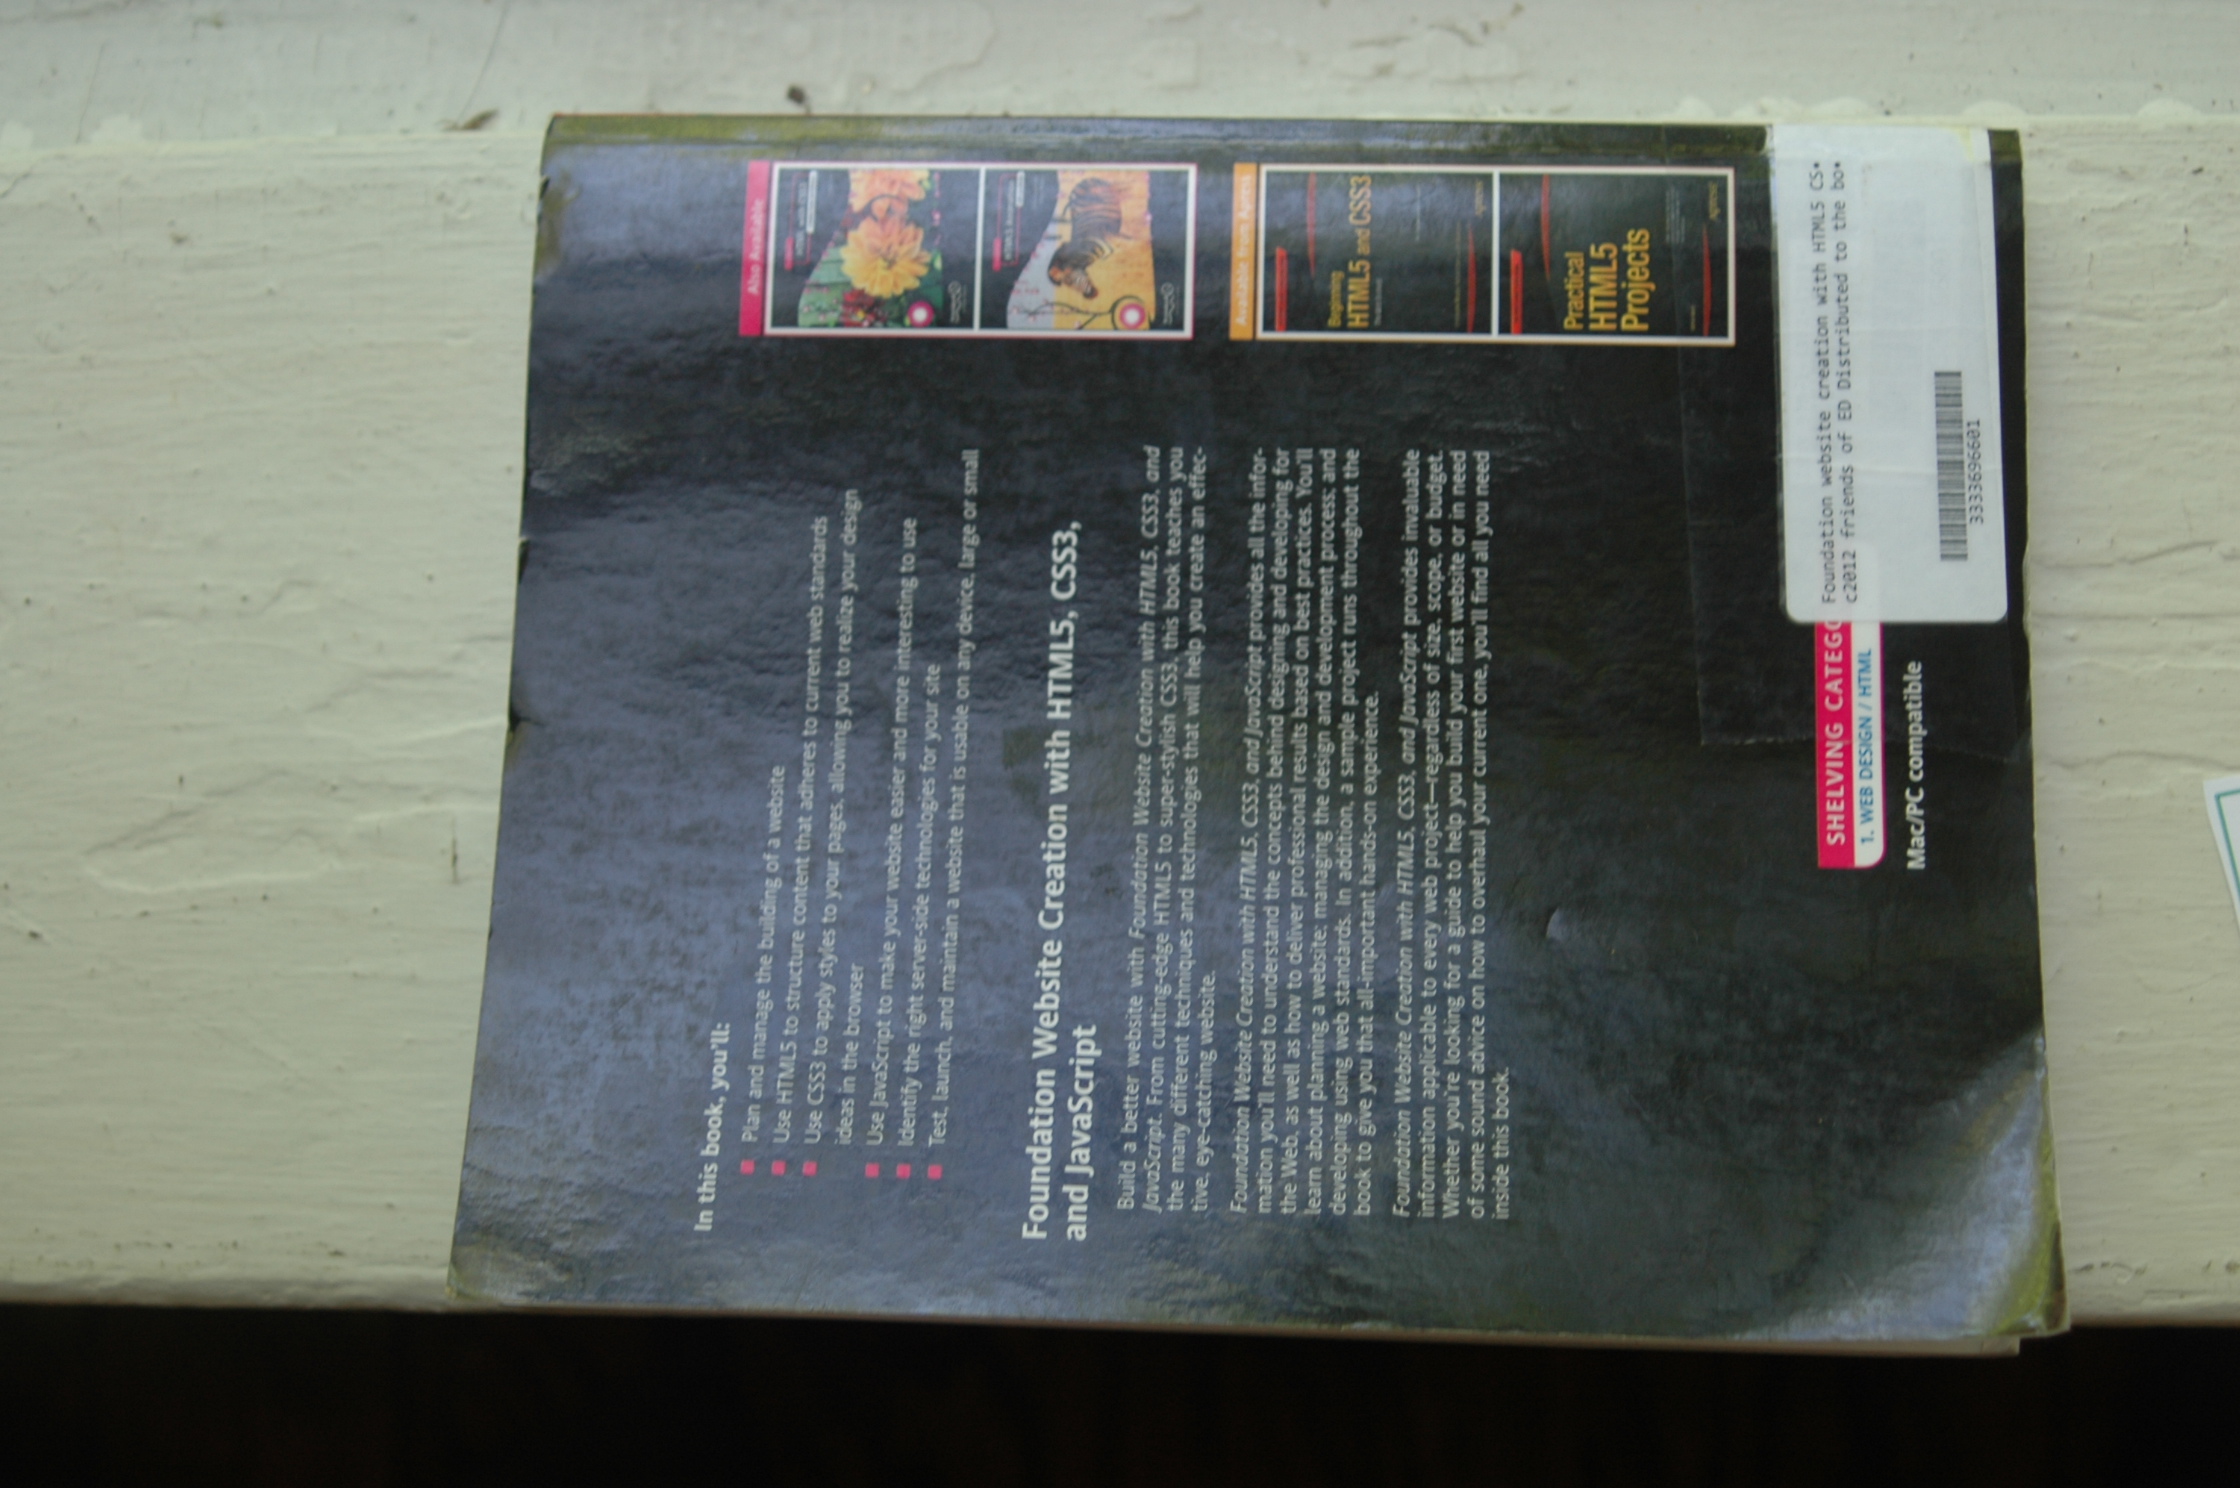 In this book, you'll:
Plan and manage the building of a website
Use HTML5 to structure content that adheres to current web standards
Use CSS3 to apply styles to your pages, allowing you to realize your design
ideas in the browser
Use JavaScript to make your website easier and more interesting to use
Identify the right server-side technologies for your site
Test, launch, and maintain a website that is usable on any device, large or small
Foundation Website Creation with HTML5, CSS3,
and JavaScript
Build a better website with Foundation Website Creation with HTML5, CSS3, and
JavaScript. From cutting-edge HTML5 to super-stylish CSS3, this book teaches you
the many different techniques and technologies that will help you create an effec-
tive, eye-catching website.
Foundation Website Creation with HTML5, CSS3, and JavaScript provides all the infor-
mation you'll need to understand the concepts behind designing and developing for
the Web, as well as how to deliver professional results based on best practices. You'll
learn about planning a website; managing the design and development process; and
developing using web standards. In addition, a sample project runs throughout the
book to give you that all-important hands-on experience.
Foundation Website Creation with HTML5, CSS3, and JavaScript provides invaluable
information applicable to every web project—regardless of size, scope, or budget.
Whether you're looking for a guide to help you build your first website or in need
of some sound advice on how to overhaul your current one, you'll find all you need
inside this book.
Also Available
Available from Apress
Beginning
HTML5 and CSS3
Apress
Practical
HTML5
Projects
Apress
SHELVING CATEGO
1. WEB DESIGN / HTML
Mac/PC compatible
Foundation website creation with HTML5 CS•
c2012 friends of ED Distributed to the bo•
3333696601